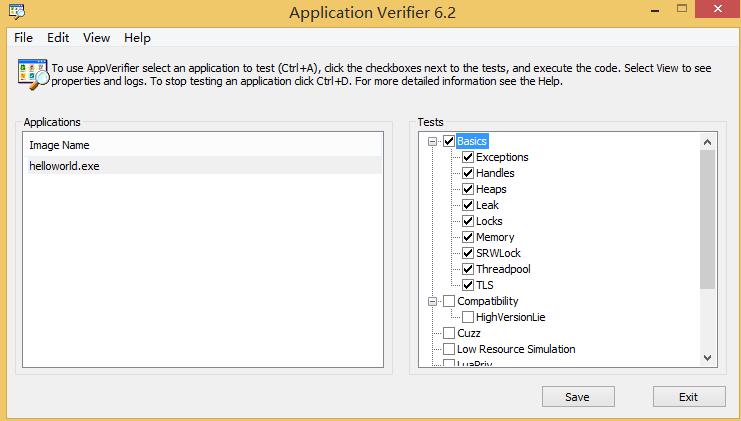 Application Verifier 6.2
File Edit View Help
To use AppVerifier select an application to test (Ctrl+A), click the checkboxes next to the tests, and execute the code. Select View to see
properties and logs. To stop testing an application click Ctrl+D. For more detailed information see the Help.
Applications
Image Name
helloworld.exe
Tests
Basics
Exceptions
Handles
Heaps
Leak
Locks
Memory
SRWLock
Threadpool
TLS
Compatibility
HighVersionLie
Cuzz
Low Resource Simulation
LuaPriv
Save Exit